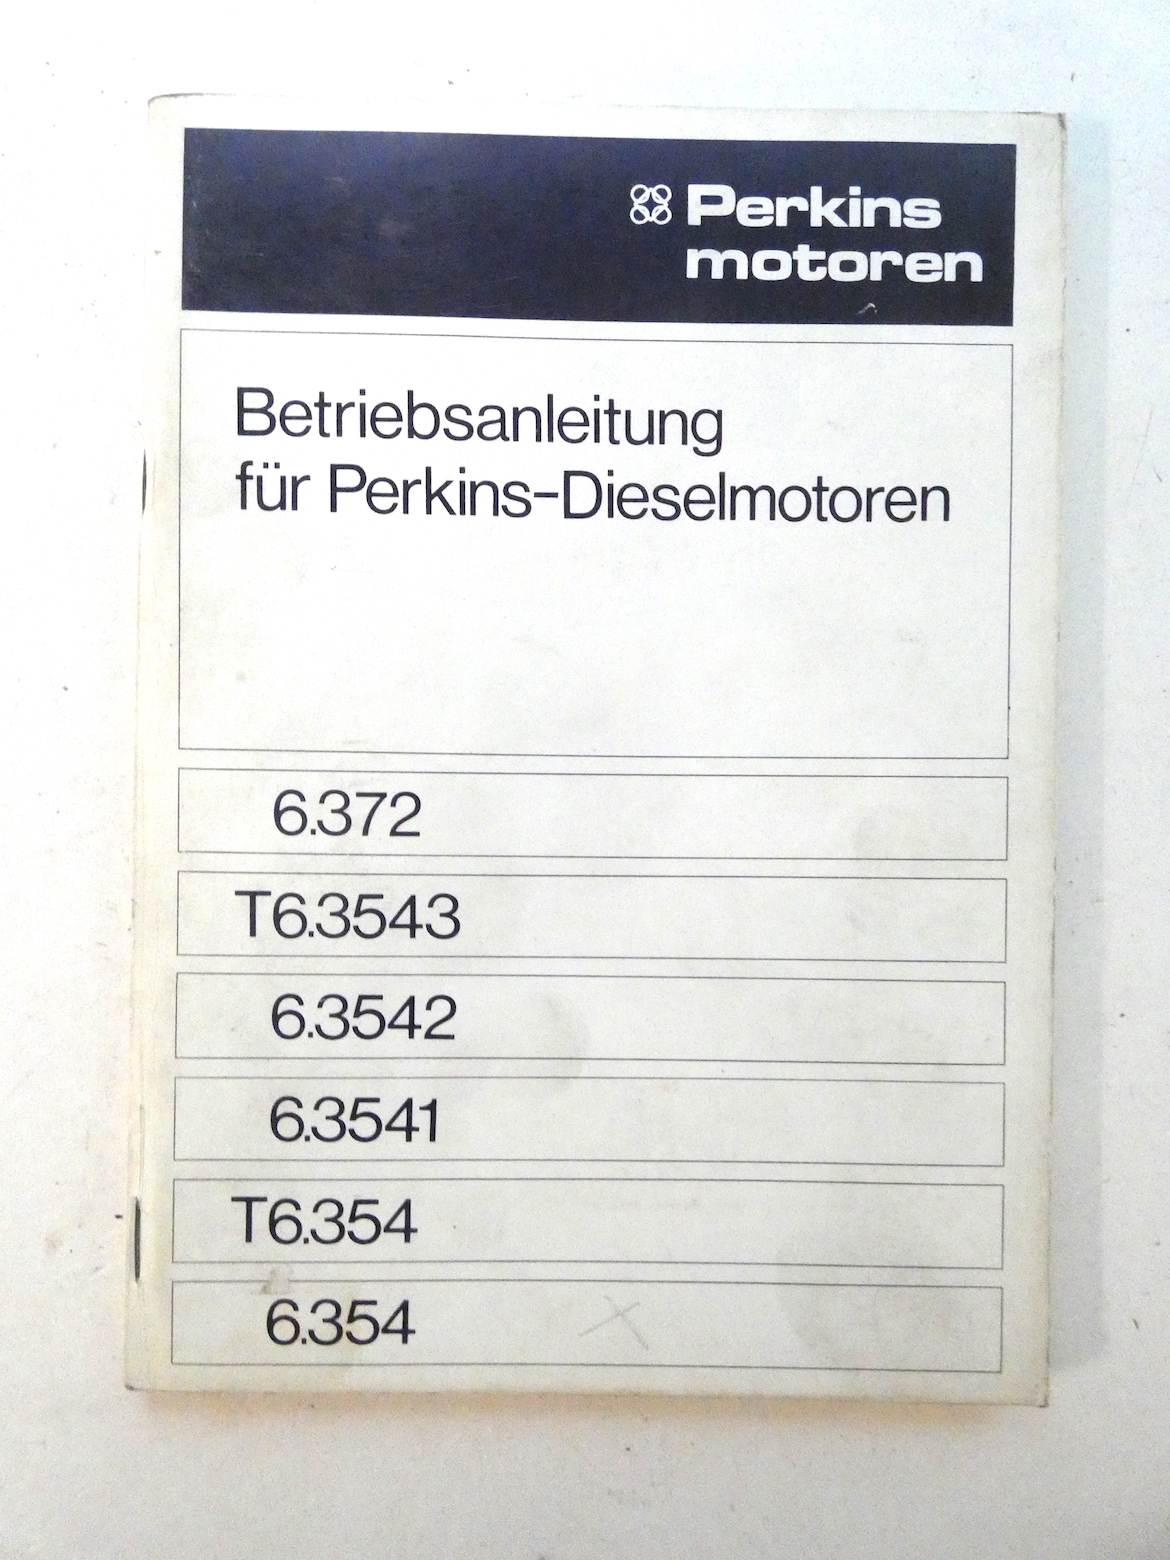 Perkins
motoren
Betriebsanleitung
für Perkins-Dieselmotoren
6.372
T6.3543
6.3542
6.3541
T6.354
6.354